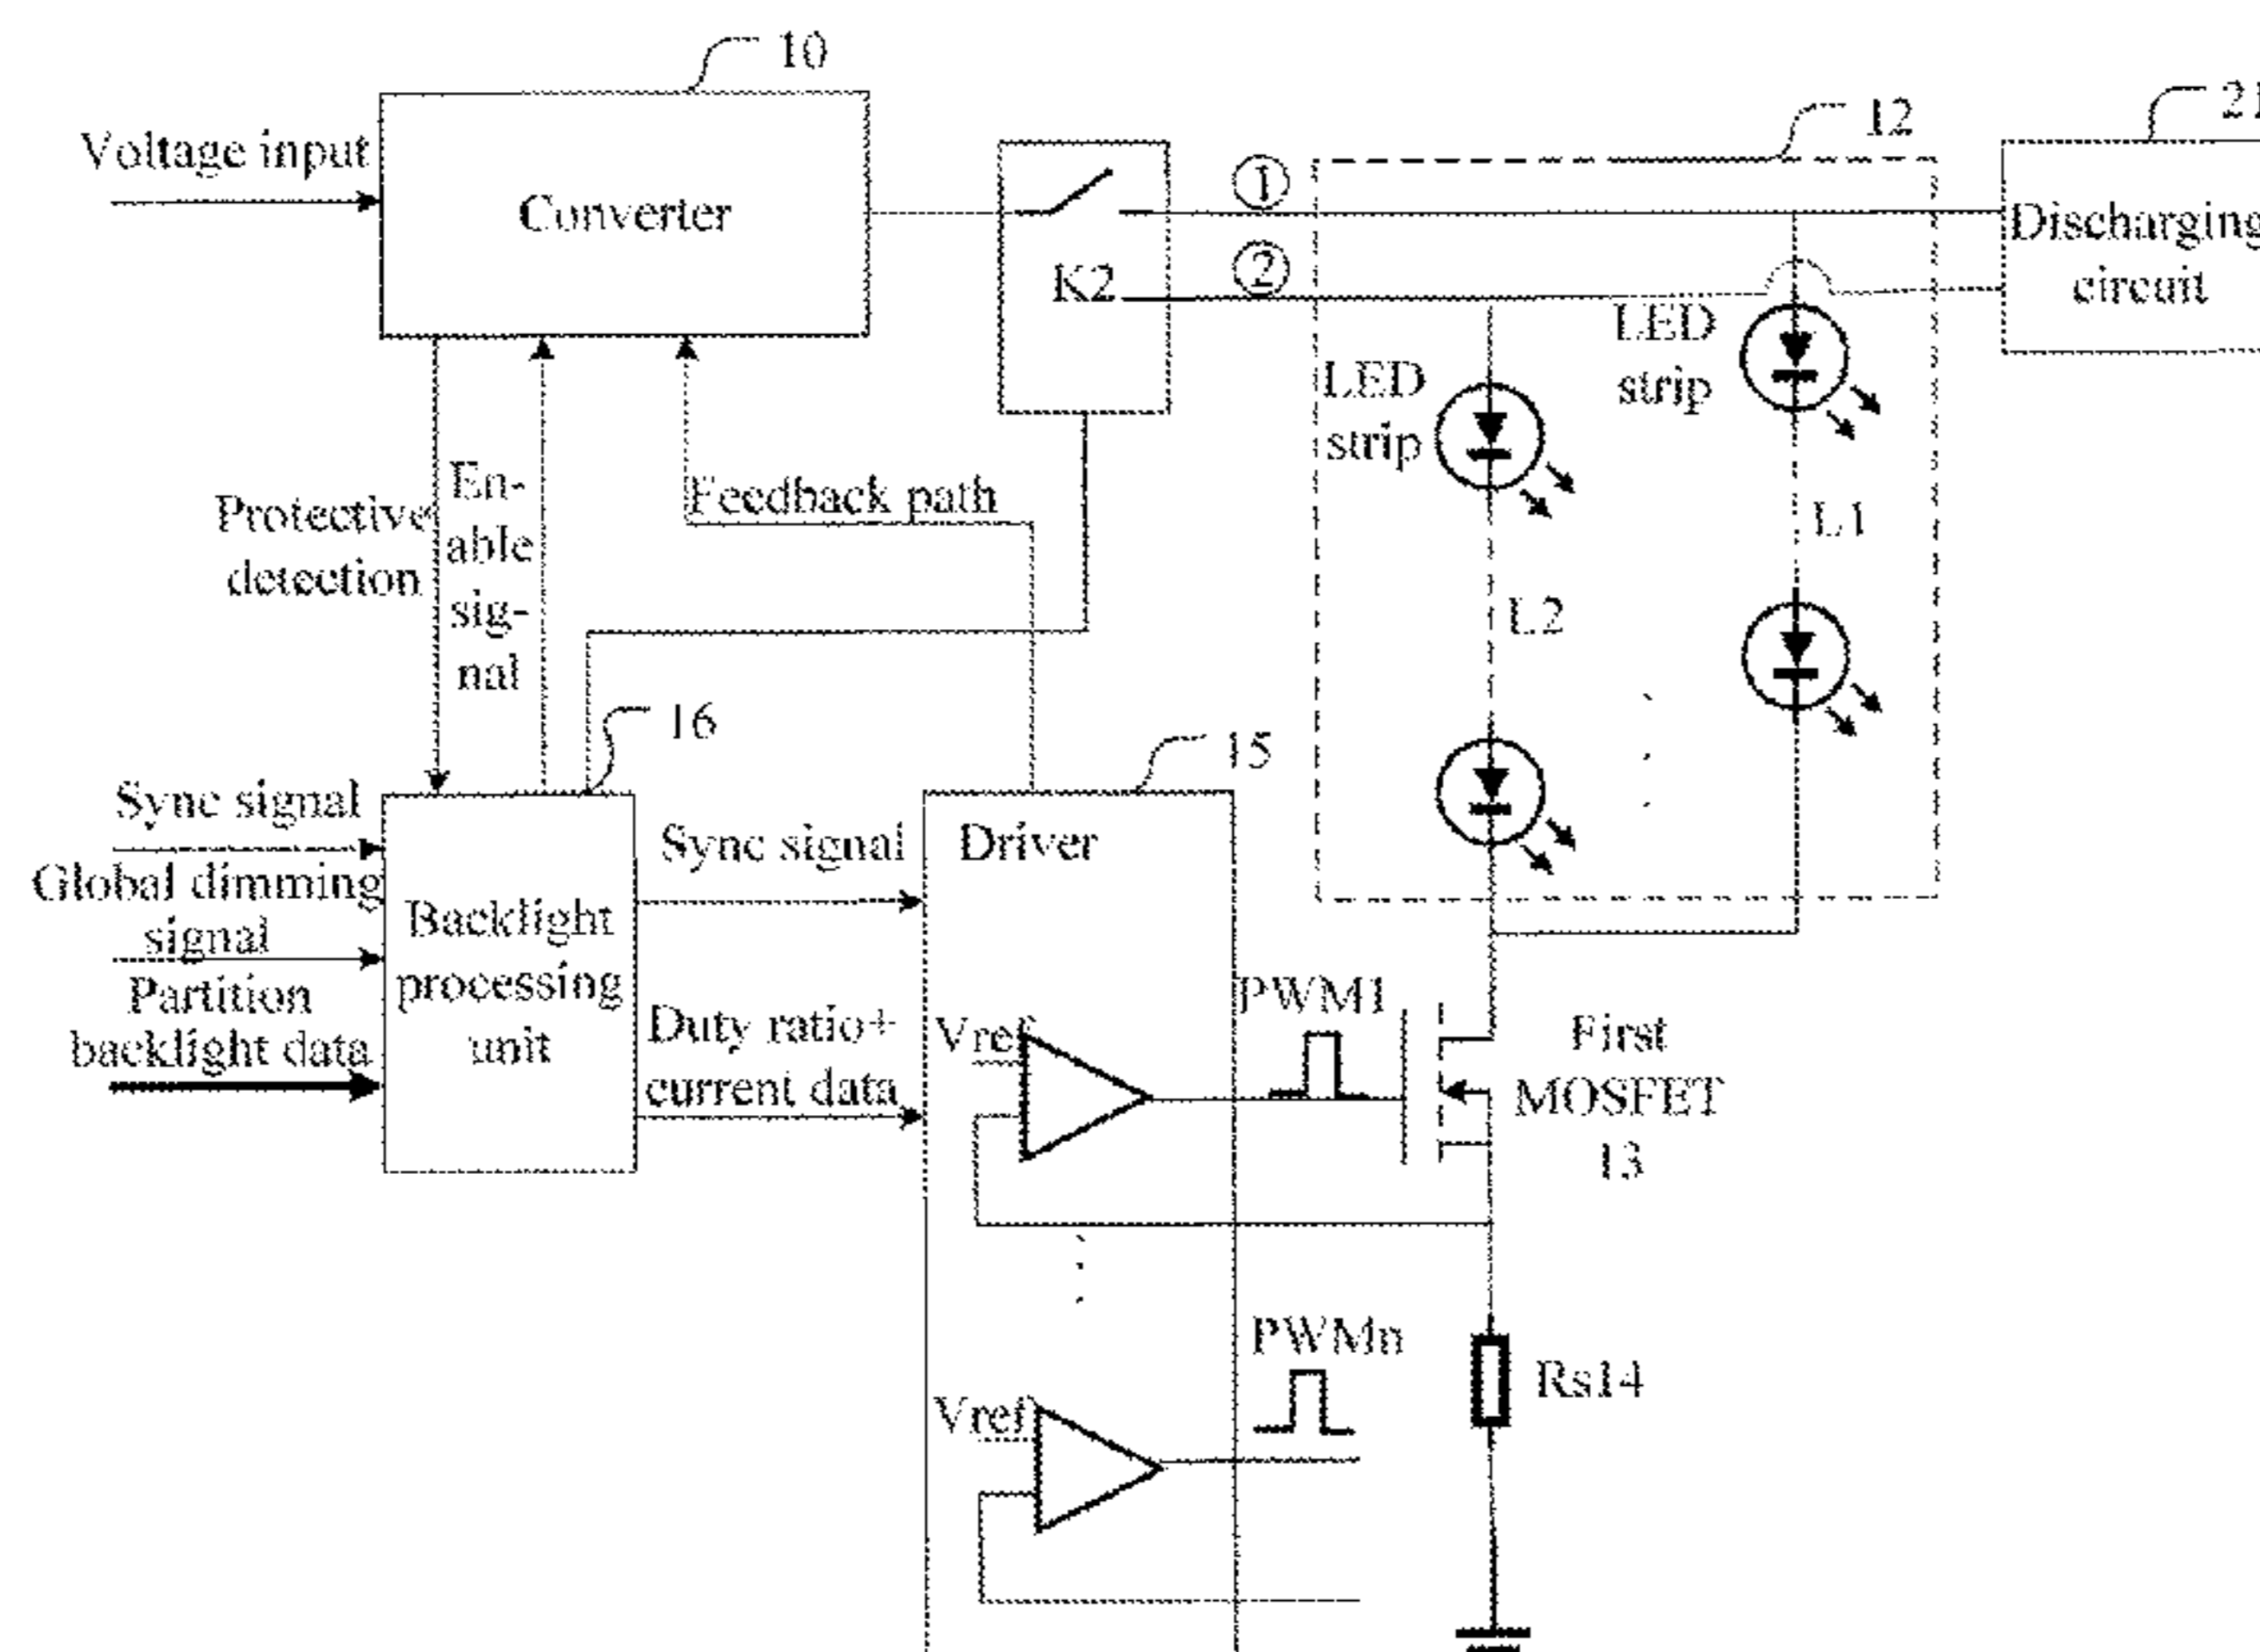 10
Voltage input
Converter
K2
①
②
12
21
Discharging
circuit
LED
strip
LED
strip
L1
L2
Protective
detection
En-
able
sig-
nal
Feedback path
16
15
Sync signal
Global dimming
signal
Partition
backlight data
Backlight
processing
unit
Sync signal
Duty ratio+
current data
Driver
Vref
PWM1
First
MOSFET
13
PWMn
Vref
Rs14